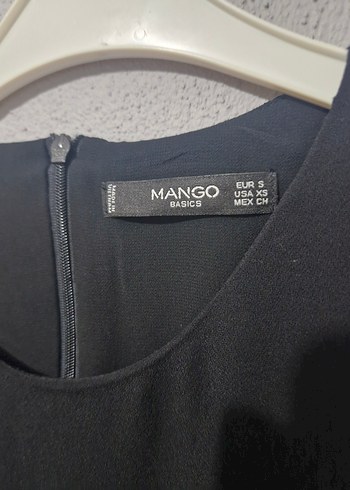 MANGO
BASICS
EUR S
USA XS
MEX CH